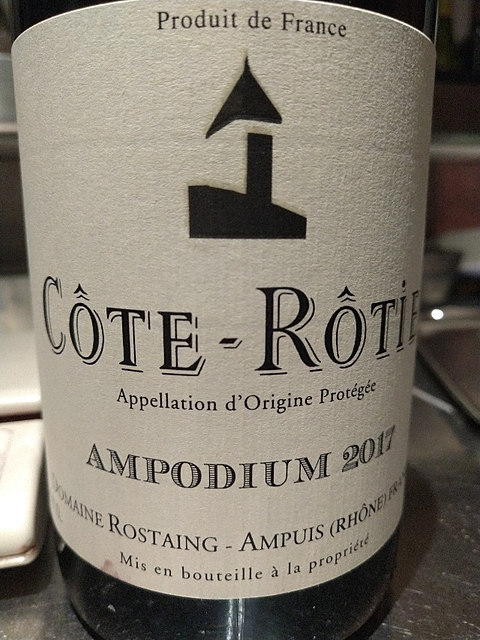 Produit de France
CÔTE-RÔTIE
Appellation d'Origine Protégée
AMPODIUM 2017
DOMAINE ROSTAING - AMPUIS (RHÔNE)
Mis en bouteille à la propriété